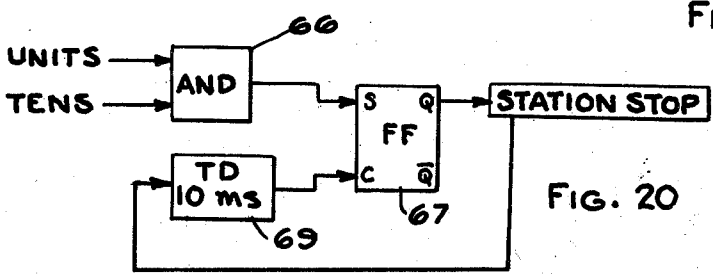 66
UNITS
TENS
AND
S Q
FF
C Q̅
67
STATION STOP
TD
10 ms
69
FIG. 20